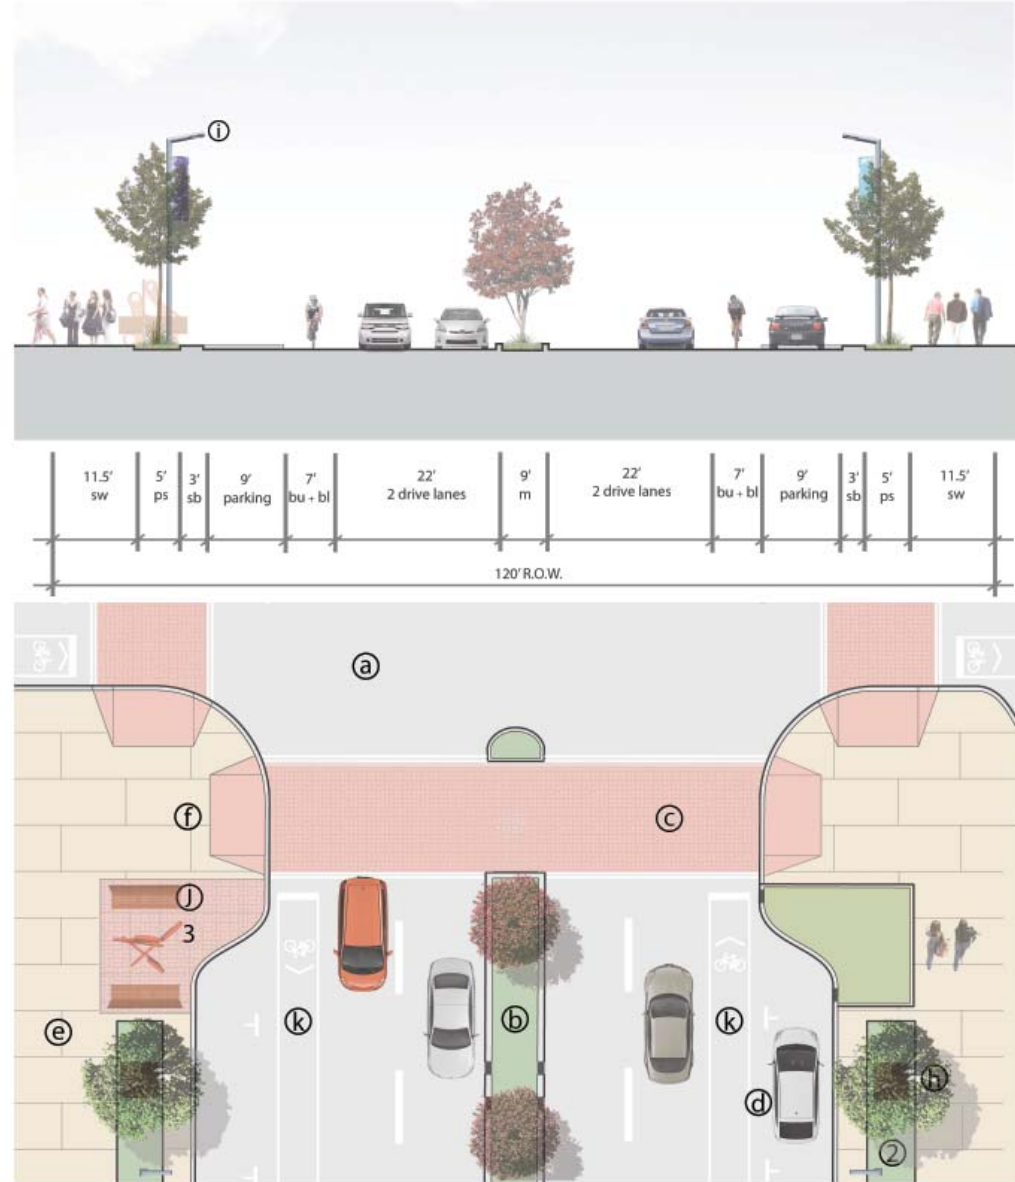 i
11.5' 5' 3' 9' 7' 22' 9' 22' 7' 9' 3' 5' 11.5'
sw ps sb parking bu + bl 2 drive lanes m 2 drive lanes bu + bl parking sb ps sw
120' R.O.W.
a
f c
J
3
k b k
e
h
d
2